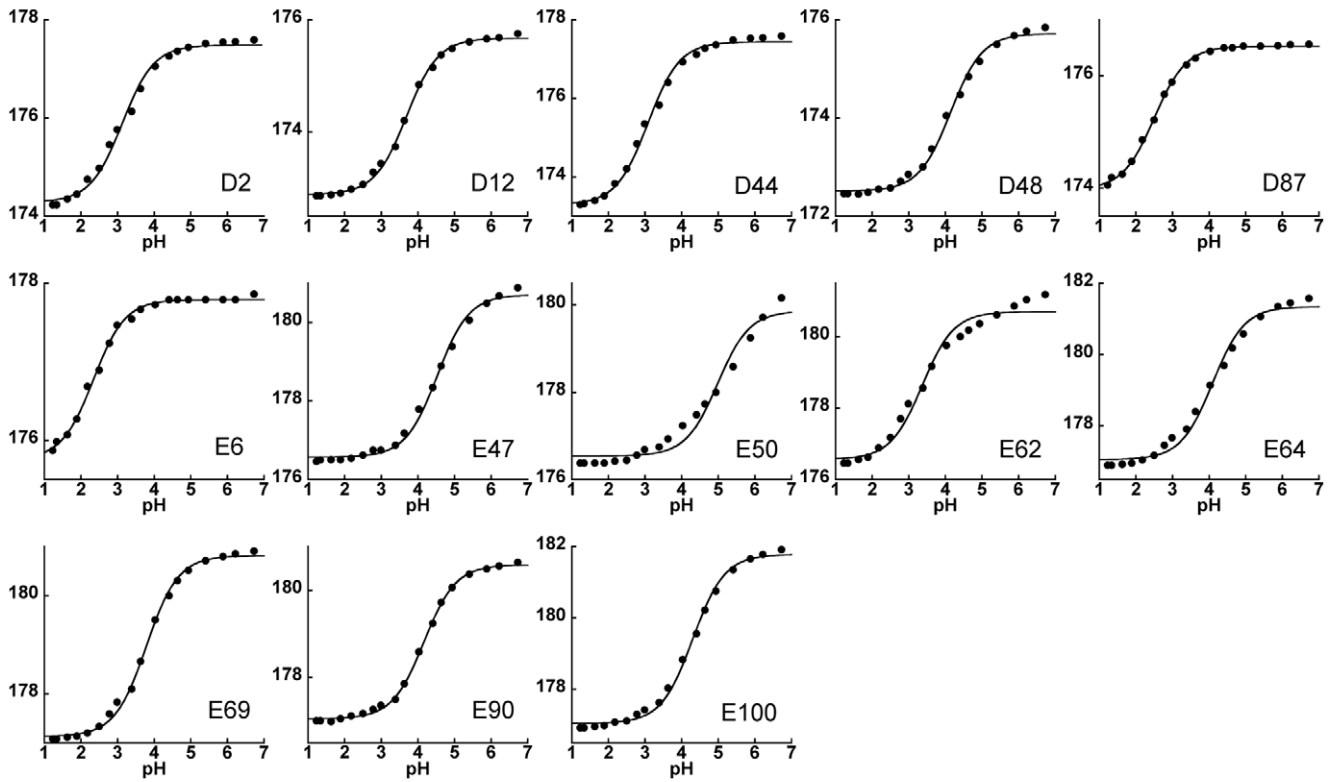 178 176 178 176
176 174 176 174 176
174 172 174
D2 D12 D44 D48 D87
1 2 3 4 5 6 7 1 2 3 4 5 6 7 1 2 3 4 5 6 7 1 2 3 4 5 6 7 1 2 3 4 5 6 7
pH pH pH pH pH
178 180 180 180 182
176 178 178 178 180
176 176 176 178
E6 E47 E50 E62 E64
1 2 3 4 5 6 7 1 2 3 4 5 6 7 1 2 3 4 5 6 7 1 2 3 4 5 6 7 1 2 3 4 5 6 7
pH pH pH pH pH
180 180 182
178 178 180
178
E69 E90 E100
1 2 3 4 5 6 7 1 2 3 4 5 6 7 1 2 3 4 5 6 7
pH pH pH